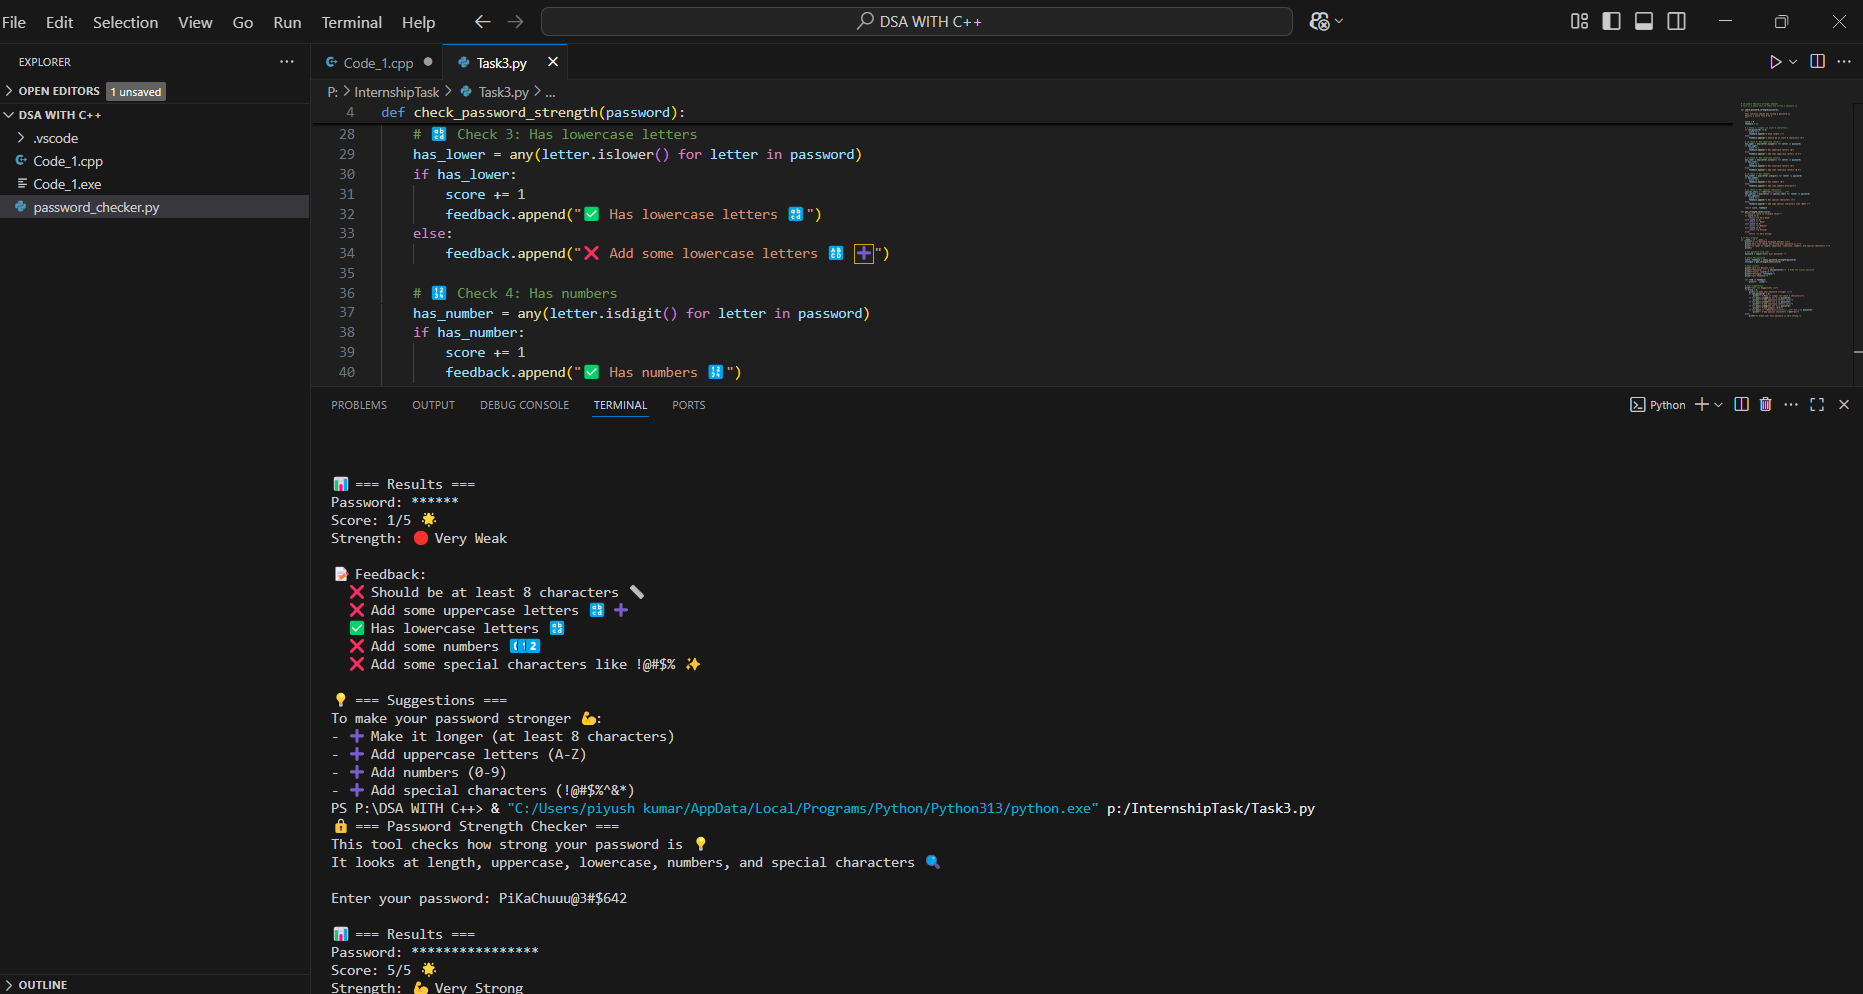 File Edit Selection View Go Run Terminal Help DSA WITH C++
EXPLORER
OPEN EDITORS 1 unsaved
DSA WITH C++
.vscode
Code_1.cpp
Code_1.exe
password_checker.py
OUTLINE
Code_1.cpp Task3.py
P: > InternshipTask > Task3.py > ...
4 def check_password_strength(password):
28 # 🔡 Check 3: Has lowercase letters
29 has_lower = any(letter.islower() for letter in password)
30 if has_lower:
31 score += 1
32 feedback.append("✅ Has lowercase letters 🔡")
33 else:
34 feedback.append("❌ Add some lowercase letters 🔠 ➕")
35
36 # 🔢 Check 4: Has numbers
37 has_number = any(letter.isdigit() for letter in password)
38 if has_number:
39 score += 1
40 feedback.append("✅ Has numbers 🔢")
PROBLEMS OUTPUT DEBUG CONSOLE TERMINAL PORTS Python
📊 === Results ===
Password: ******
Score: 1/5 🌟
Strength: 🔴 Very Weak
📝 Feedback:
❌ Should be at least 8 characters 📏
❌ Add some uppercase letters 🔡 ➕
✅ Has lowercase letters 🔡
❌ Add some numbers
❌ Add some special characters like !@#$% ✨
💡 === Suggestions ===
To make your password stronger 💪:
- ➕ Make it longer (at least 8 characters)
- ➕ Add uppercase letters (A-Z)
- ➕ Add numbers (0-9)
- ➕ Add special characters (!@#$%^&*)
PS P:\DSA WITH C++> & "C:/Users/piyush kumar/AppData/Local/Programs/Python/Python313/python.exe" p:/InternshipTask/Task3.py
🔒 === Password Strength Checker ===
This tool checks how strong your password is 💡
It looks at length, uppercase, lowercase, numbers, and special characters 🔍
Enter your password: PiKaChuuu@3#$642
📊 === Results ===
Password: ****************
Score: 5/5 🌟
Strength: 💪 Very Strong